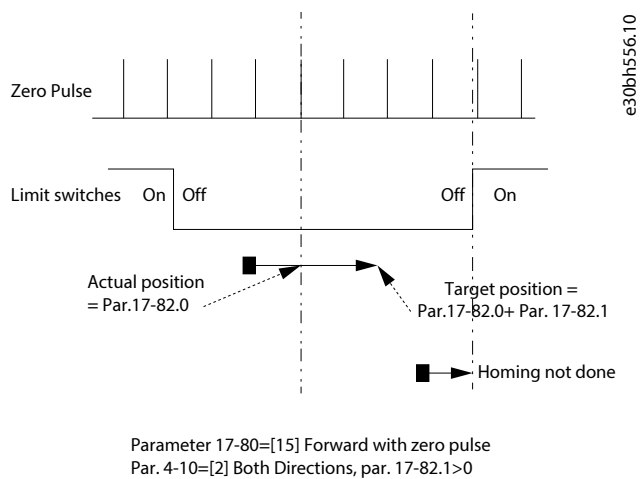 e30bh556.10
Zero Pulse
Limit switches On Off Off On
Actual position
= Par.17-82.0
Target position =
Par.17-82.0+ Par. 17-82.1
Homing not done
Parameter 17-80=[15] Forward with zero pulse
Par. 4-10=[2] Both Directions, par. 17-82.1>0